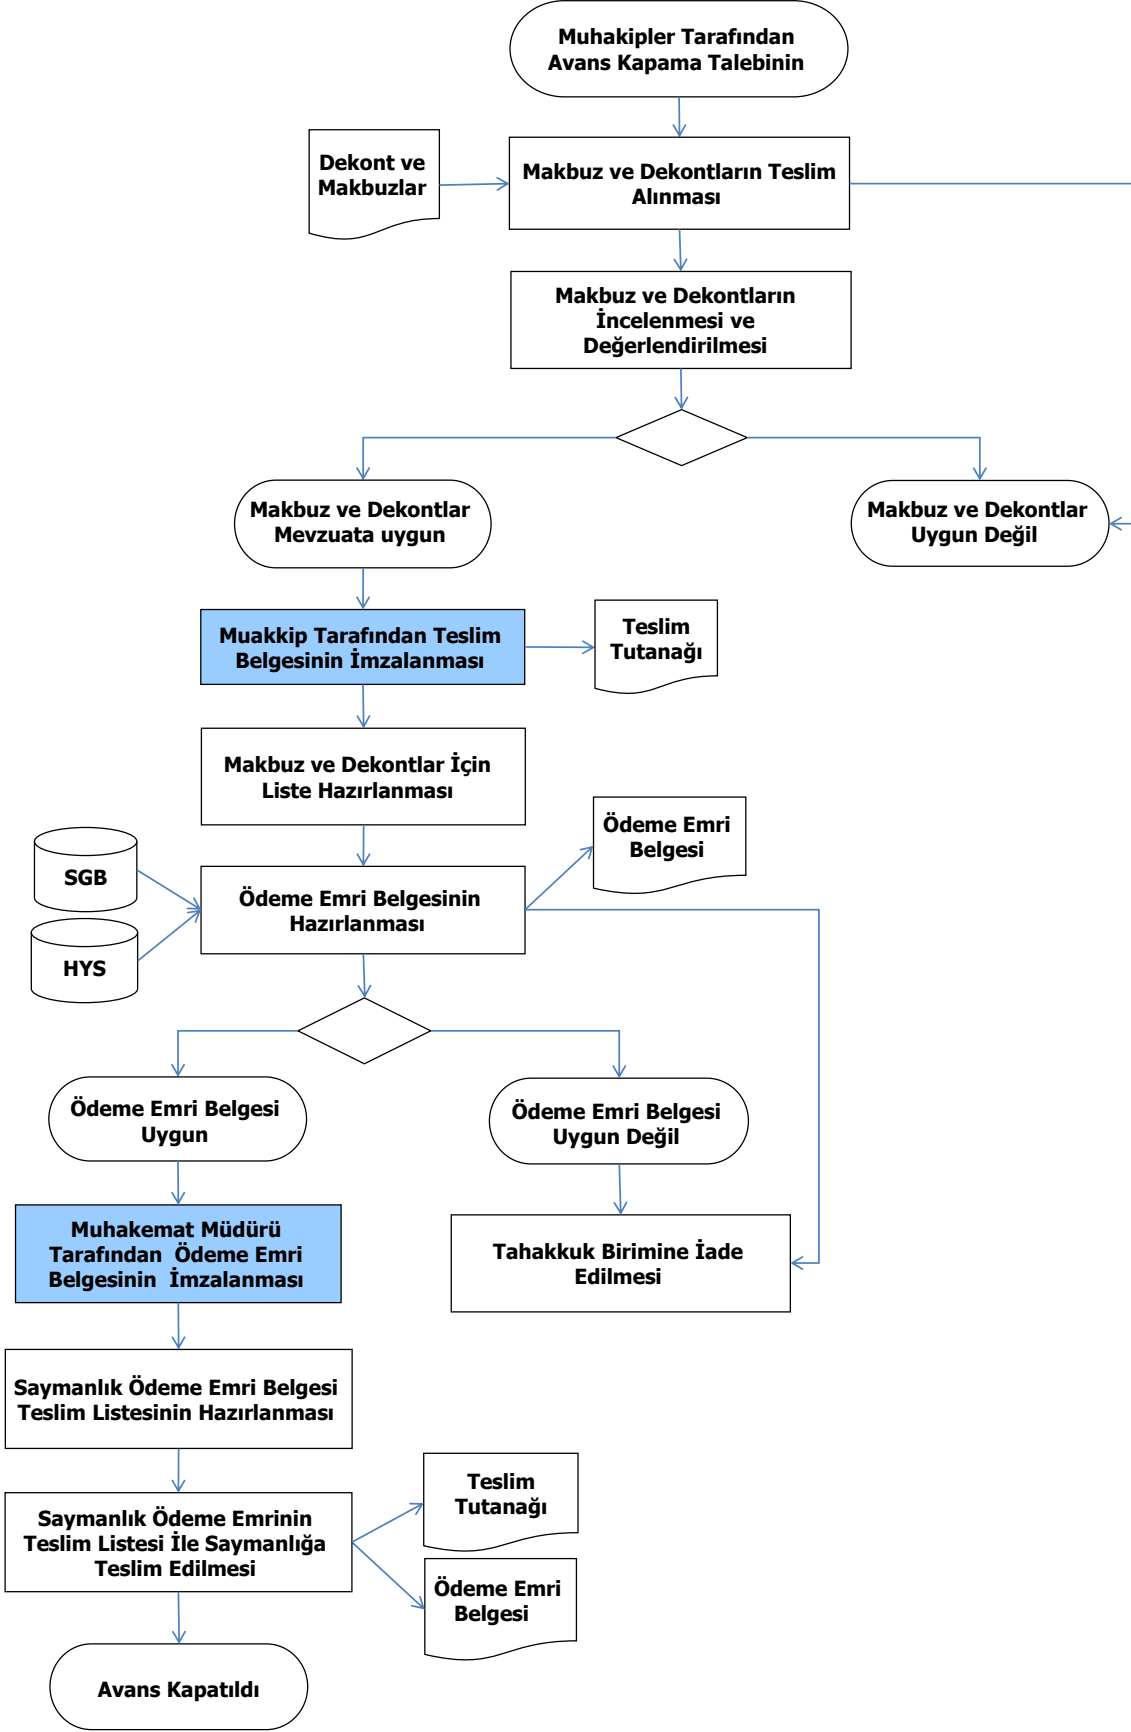 Muhakipler Tarafından
Avans Kapama Talebinin
Dekont ve
Makbuzlar
Makbuz ve Dekontların Teslim
Alınması
Makbuz ve Dekontların
İncelenmesi ve
Değerlendirilmesi
Makbuz ve Dekontlar
Mevzuata uygun
Makbuz ve Dekontlar
Uygun Değil
Muakkip Tarafından Teslim
Belgesinin İmzalanması
Teslim
Tutanağı
Makbuz ve Dekontlar İçin
Liste Hazırlanması
Ödeme Emri
Belgesi
SGB
Ödeme Emri Belgesinin
Hazırlanması
HYS
Ödeme Emri Belgesi
Uygun
Ödeme Emri Belgesi
Uygun Değil
Muhakemat Müdürü
Tarafından Ödeme Emri
Belgesinin İmzalanması
Tahakkuk Birimine İade
Edilmesi
Saymanlık Ödeme Emri Belgesi
Teslim Listesinin Hazırlanması
Teslim
Tutanağı
Saymanlık Ödeme Emrinin
Teslim Listesi İle Saymanlığa
Teslim Edilmesi
Ödeme Emri
Belgesi
Avans Kapatıldı